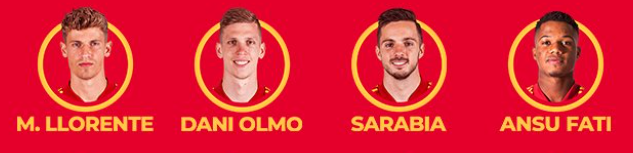 M. LLORENTE DANI OLMO SARABIA ANSU FATI